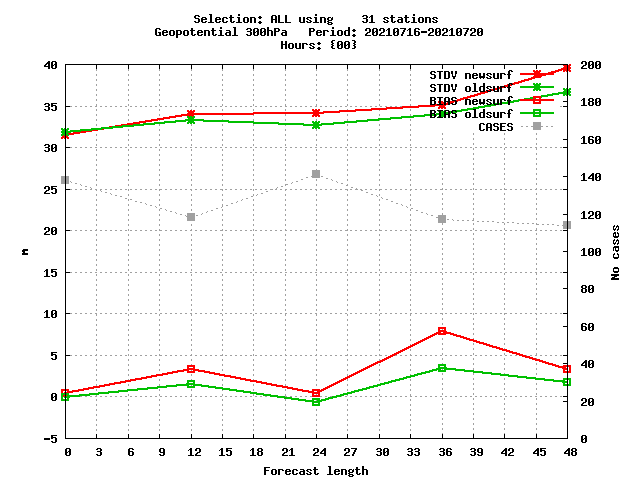 Selection: ALL using    31 stations
Geopotential 300hPa   Period: 20210716-20210720
Hours: {00}
40 200
STDV newsurf
STDV oldsurf
35 180
BIAS newsurf
BIAS oldsurf
CASES
30 160
25 140
20 120
15 100
10 80
5 60
0 40
-5 20
0
m
No cases
0 3 6 9 12 15 18 21 24 27 30 33 36 39 42 45 48
Forecast length